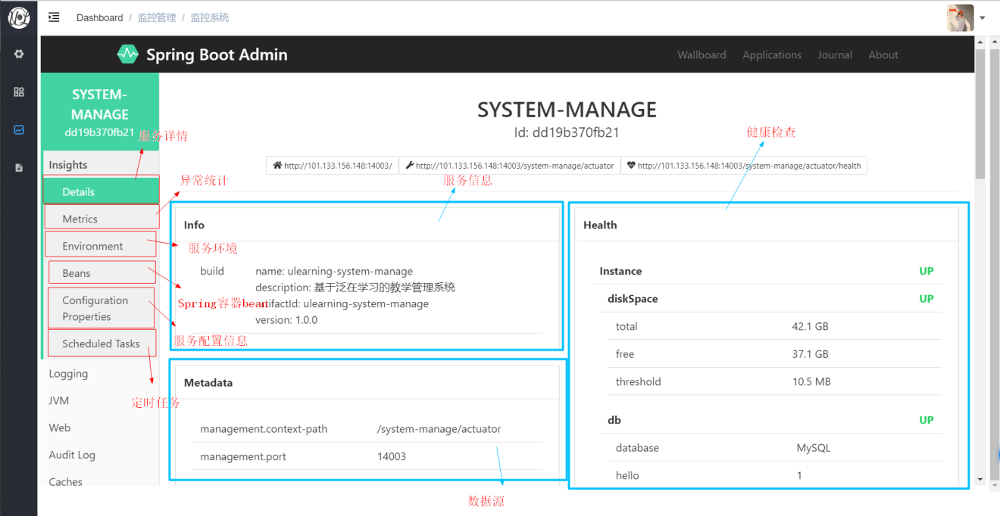 Dashboard / 监控管理 / 监控系统
Spring Boot Admin
Wallboard Applications Journal About
SYSTEM-
MANAGE
dd19b370fb21
服务详情
Insights
Details
Metrics
Environment
Beans
Configuration
Properties
Scheduled Tasks
Logging
JVM
Web
Audit Log
Caches
异常统计
服务环境
Spring容器bean
服务配置信息
定时任务
SYSTEM-MANAGE
Id: dd19b370fb21
健康检查
http://101.133.156.148:14003/
http://101.133.156.148:14003/system-manage/actuator
http://101.133.156.148:14003/system-manage/actuator/health
服务信息
Info
build name: ulearning-system-manage
description: 基于泛在学习的教学管理系统
artifactId: ulearning-system-manage
version: 1.0.0
Metadata
management.context-path /system-manage/actuator
management.port 14003
数据源
Health
Instance UP
diskSpace UP
total 42.1 GB
free 37.1 GB
threshold 10.5 MB
db UP
database MySQL
hello 1